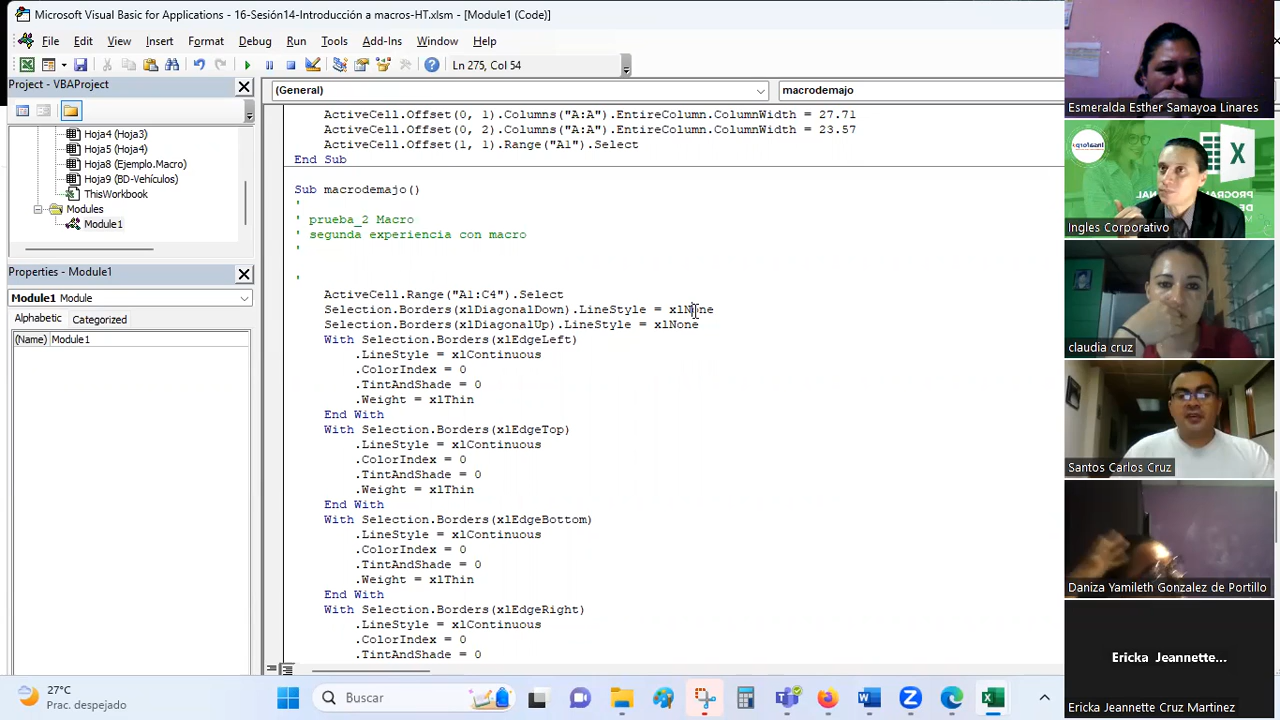 Microsoft Visual Basic for Applications - 16-Sesión14-Introducción a macros-HT.xlsm - [Module1 (Code)]
File Edit View Insert Format Debug Run Tools Add-Ins Window Help
Ln 275, Col 54
Project - VBAProject
Hoja4 (Hoja3)
Hoja5 (Hoja4)
Hoja8 (Ejemplo.Macro)
Hoja9 (BD-Vehículos)
ThisWorkbook
Modules
Module1
Properties - Module1
Module1 Module
Alphabetic Categorized
(Name) Module1
(General) macrodemajo
ActiveCell.Offset(0, 1).Columns("A:A").EntireColumn.ColumnWidth = 27.71
ActiveCell.Offset(0, 2).Columns("A:A").EntireColumn.ColumnWidth = 23.57
ActiveCell.Offset(1, 1).Range("A1").Select
End Sub
Sub macrodemajo()
'
' prueba_2 Macro
' segunda experiencia con macro
'
'
ActiveCell.Range("A1:C4").Select
Selection.Borders(xlDiagonalDown).LineStyle = xlNone
Selection.Borders(xlDiagonalUp).LineStyle = xlNone
With Selection.Borders(xlEdgeLeft)
.LineStyle = xlContinuous
.ColorIndex = 0
.TintAndShade = 0
.Weight = xlThin
End With
With Selection.Borders(xlEdgeTop)
.LineStyle = xlContinuous
.ColorIndex = 0
.TintAndShade = 0
.Weight = xlThin
End With
With Selection.Borders(xlEdgeBottom)
.LineStyle = xlContinuous
.ColorIndex = 0
.TintAndShade = 0
.Weight = xlThin
End With
With Selection.Borders(xlEdgeRight)
.LineStyle = xlContinuous
.ColorIndex = 0
.TintAndShade = 0
Esmeralda Esther Samayoa Linares
Ingles Corporativo
claudia cruz
Santos Carlos Cruz
Daniza Yamileth Gonzalez de Portillo
Ericka Jeannette...
Ericka Jeannette Cruz Martinez
27°C
Prac. despejado
Buscar